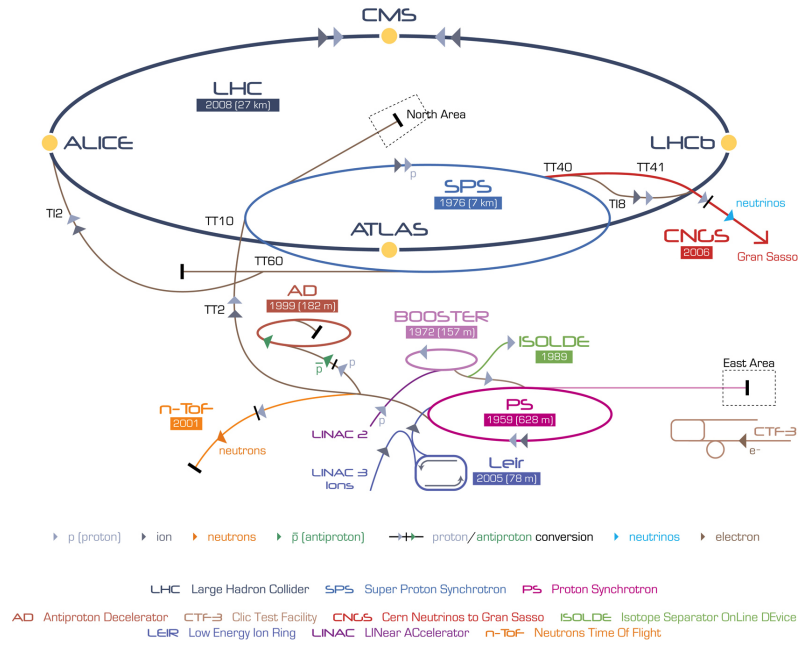 CMS
LHC
2008 (27 km)
North Area
ALICE
LHCb
TT40
TT41
p
SPS
1976 (7 km)
TI2
TT10
TI8
neutrinos
ATLAS
CNGS
2006
Gran Sasso
TT60
AD
1999 (182 m)
TT2
BOOSTER
1972 (157 m)
ISOLDE
1989
East Area
p̅
p
n-ToF
2001
p
LINAC 2
neutrons
PS
1959 (628 m)
CTF-3
e-
LINAC 3
Ions
Leir
2005 (78 m)
p (proton) ion neutrons p̅ (antiproton) proton/antiproton conversion neutrinos electron
LHC Large Hadron Collider SPS Super Proton Synchrotron PS Proton Synchrotron
AD Antiproton Decelerator CTF-3 Clic Test Facility CNGS Cern Neutrinos to Gran Sasso ISOLDE Isotope Separator OnLine DEvice
LEIR Low Energy Ion Ring LINAC LINear ACcelerator n-ToF Neutrons Time Of Flight